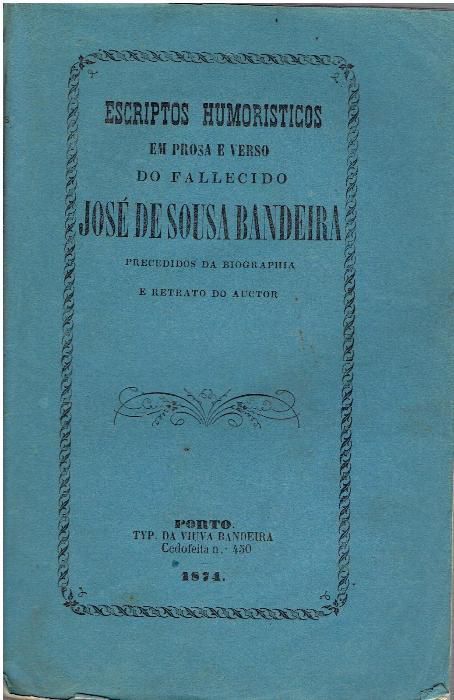 ESCRIPTOS HUMORISTICOS
EM PROSA E VERSO
DO FALLECIDO
JOSÉ DE SOUSA BANDEIRA
PRECEDIDOS DA BIOGRAPHIA
E RETRATO DO AUCTOR
PORTO.
TYP. DA VIUVA BANDEIRA
Cedofeita n.º 450
1874.